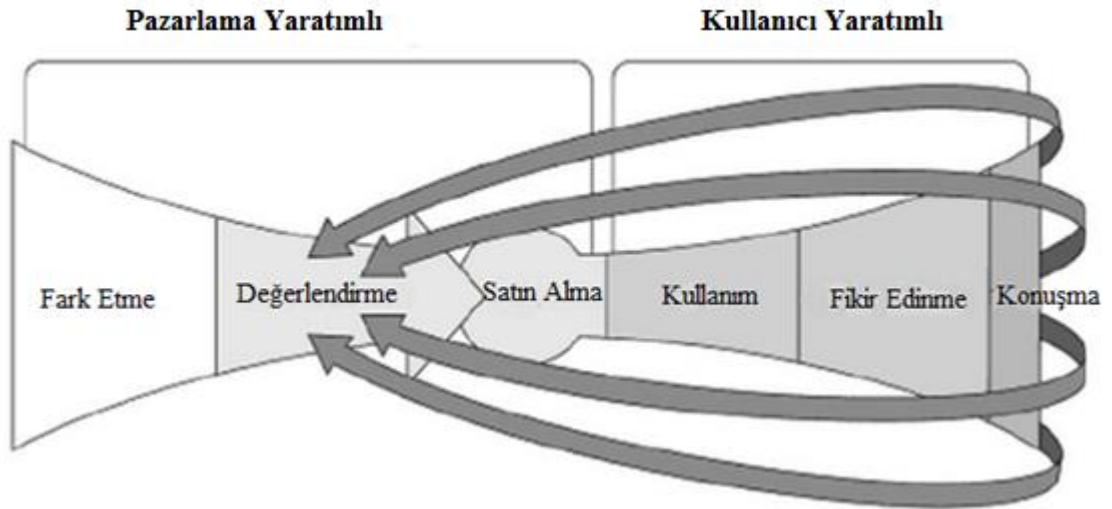 Pazarlama Yaratımlı
Kullanıcı Yaratımlı
Fark Etme
Değerlendirme
Satın Alma
Kullanım
Fikir Edinme
Konuşma